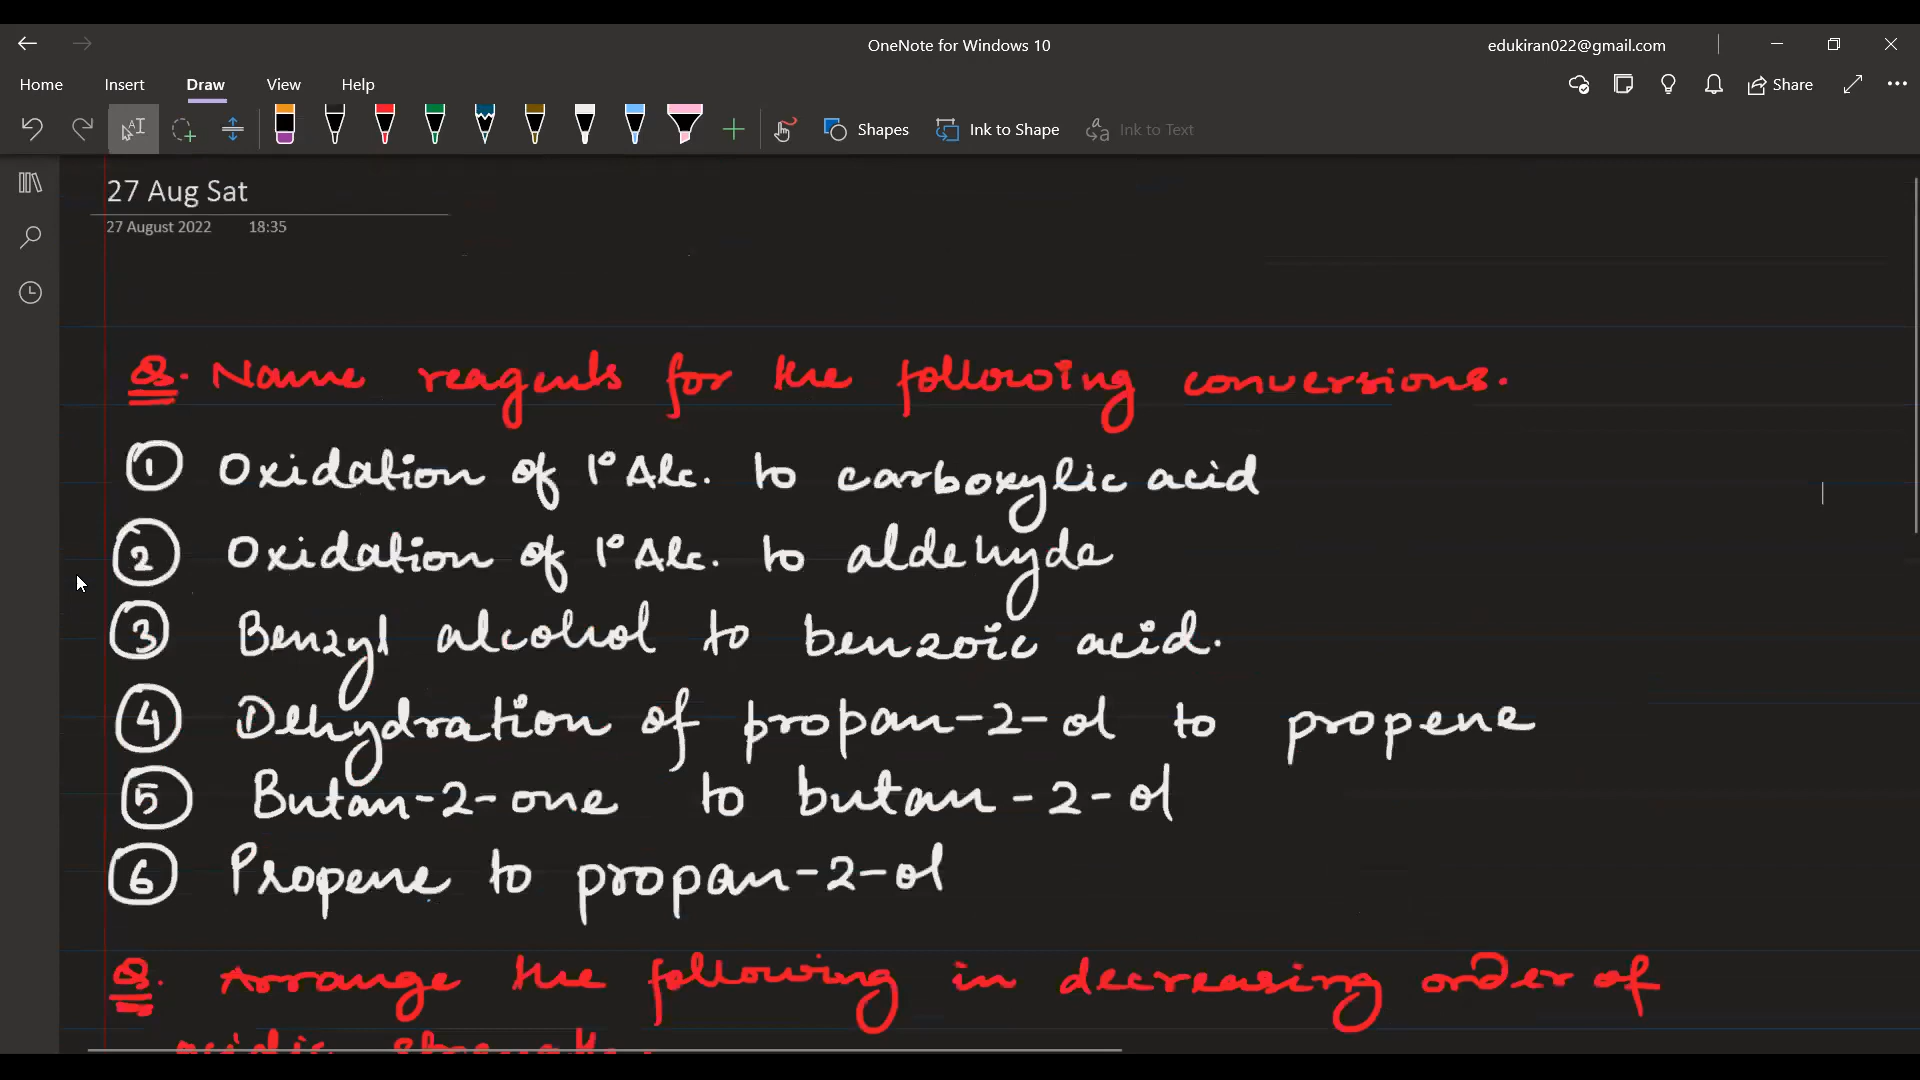 OneNote for Windows 10
edukiran022@gmail.com
Home Insert Draw View Help
Share
Shapes Ink to Shape Ink to Text
27 Aug Sat
27 August 2022 18:35
Q. Name reagents for the following conversions.
① Oxidation of 1° Alc. to carboxylic acid
② Oxidation of 1° Alc. to aldehyde
③ Benzyl alcohol to benzoic acid.
④ Dehydration of propan-2-ol to propene
⑤ Butan-2-one to butan-2-ol
⑥ Propene to propan-2-ol
Q. Arrange the following in decreasing order of